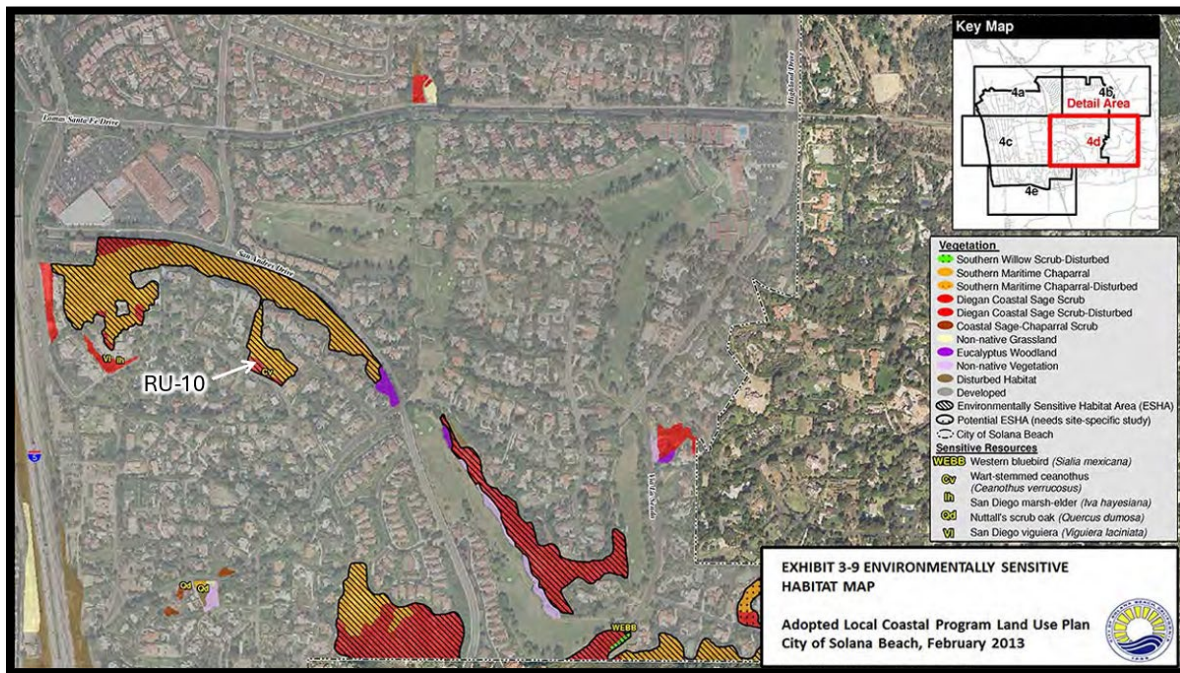 Key Map
4a
4b
Detail Area
4c
4d
4e
Highland Drive
Lomas Santa Fe Drive
San Andres Drive
5
Vi Ih
RU-10
Cv
Qd
Qd
WEBB
Vegetation
Southern Willow Scrub-Disturbed
Southern Maritime Chaparral
Southern Maritime Chaparral-Disturbed
Diegan Coastal Sage Scrub
Diegan Coastal Sage Scrub-Disturbed
Coastal Sage-Chaparral Scrub
Non-native Grassland
Eucalyptus Woodland
Non-native Vegetation
Disturbed Habitat
Developed
Environmentally Sensitive Habitat Area (ESHA)
Potential ESHA (needs site-specific study)
City of Solana Beach
Sensitive Resources
WEBB Western bluebird (Sialia mexicana)
Cv Wart-stemmed ceanothus
(Ceanothus verrucosus)
Ih San Diego marsh-elder (Iva hayesiana)
Qd Nuttall's scrub oak (Quercus dumosa)
Vi San Diego viguiera (Viguiera laciniata)
EXHIBIT 3-9 ENVIRONMENTALLY SENSITIVE
HABITAT MAP
Adopted Local Coastal Program Land Use Plan
City of Solana Beach, February 2013